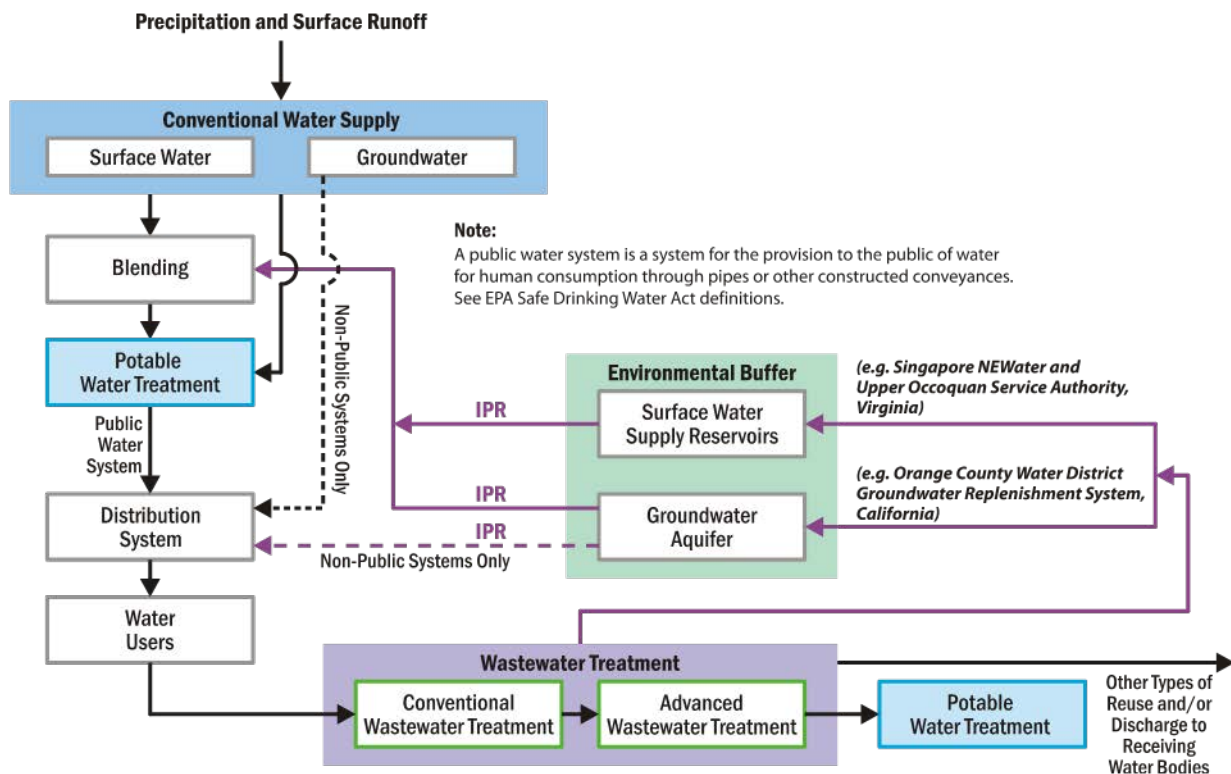 Precipitation and Surface Runoff
Conventional Water Supply
Surface Water
Groundwater
Note:
A public water system is a system for the provision to the public of water
for human consumption through pipes or other constructed conveyances.
See EPA Safe Drinking Water Act definitions.
Blending
Non-Public Systems Only
Potable
Water Treatment
Public
Water
System
Environmental Buffer
(e.g. Singapore NEWater and
Upper Occoquan Service Authority,
Virginia)
IPR
Surface Water
Supply Reservoirs
(e.g. Orange County Water District
Groundwater Replenishment System,
California)
IPR
Groundwater
Aquifer
Distribution
System
IPR
Non-Public Systems Only
Water
Users
Wastewater Treatment
Conventional
Wastewater Treatment
Advanced
Wastewater Treatment
Potable
Water Treatment
Other Types of
Reuse and/or
Discharge to
Receiving
Water Bodies